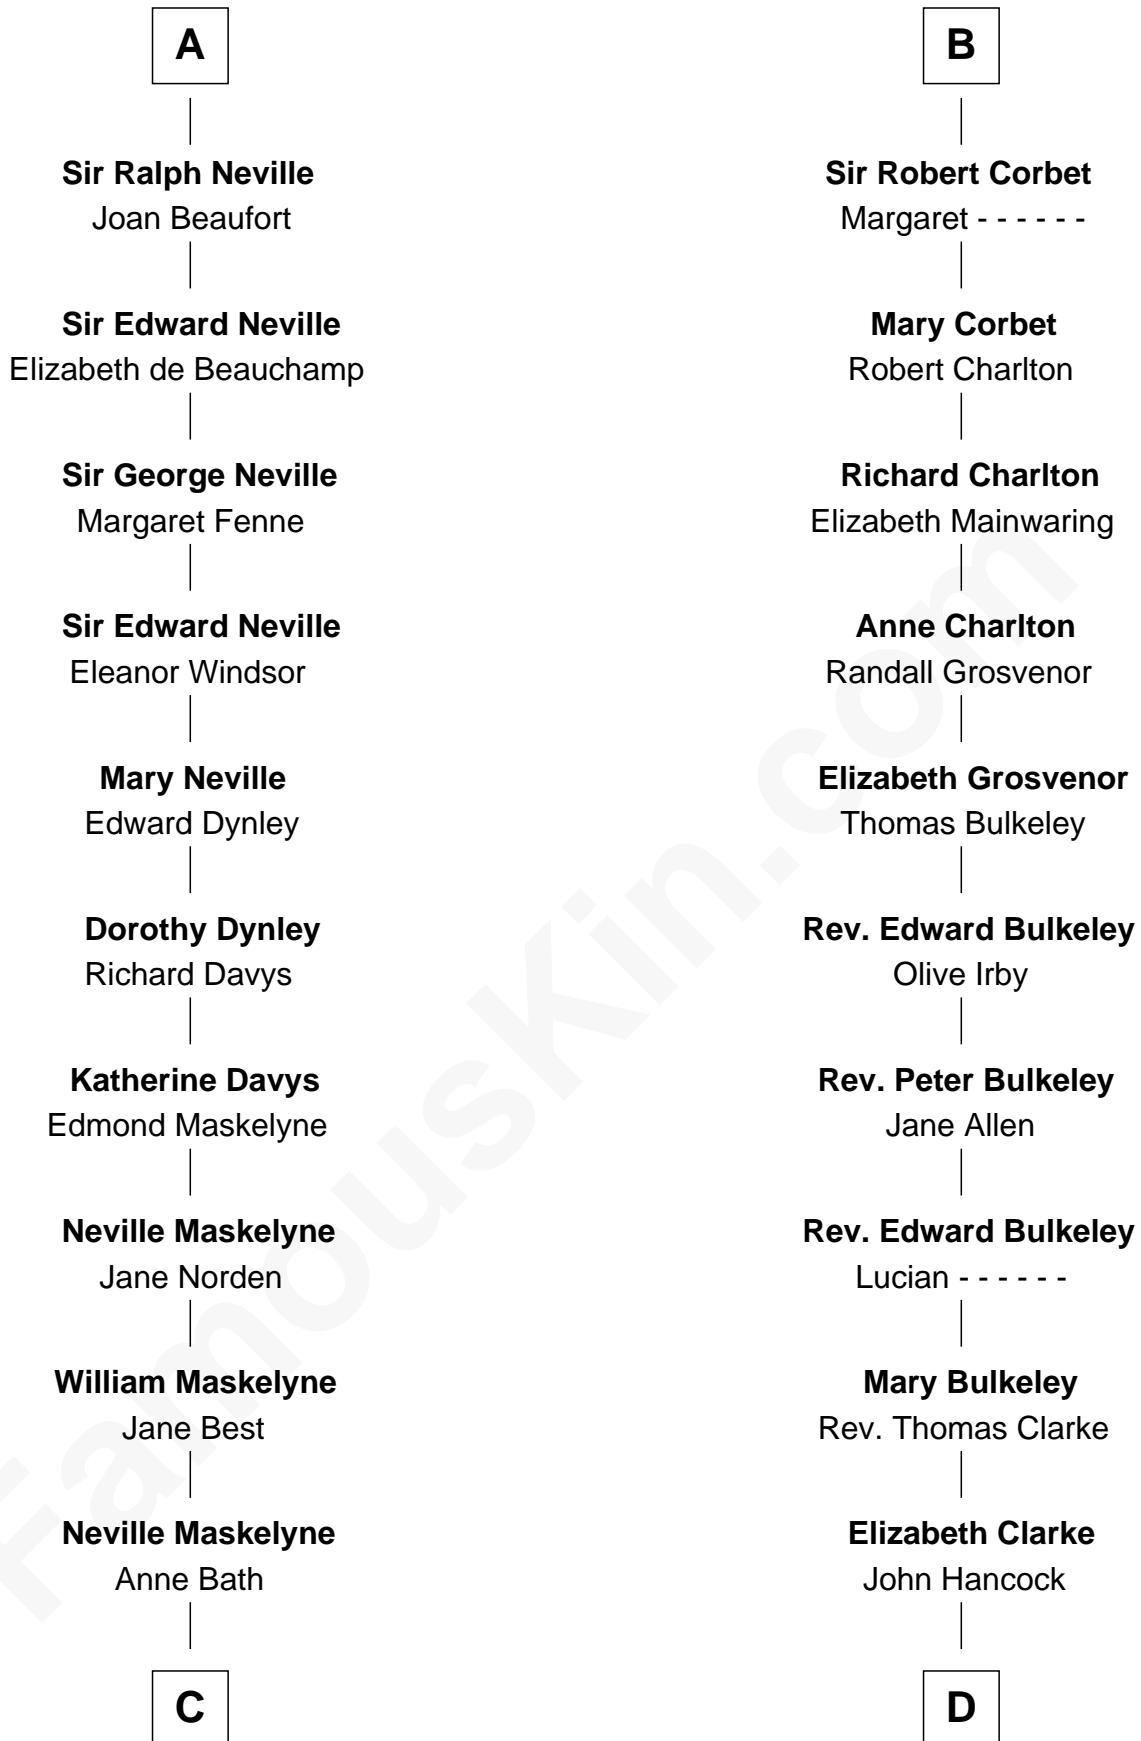 A
Sir Ralph Neville
Joan Beaufort
Sir Edward Neville
Elizabeth de Beauchamp
Sir George Neville
Margaret Fenne
Sir Edward Neville
Eleanor Windsor
Mary Neville
Edward Dynley
Dorothy Dynley
Richard Davys
Katherine Davys
Edmond Maskelyne
Neville Maskelyne
Jane Norden
William Maskelyne
Jane Best
Neville Maskelyne
Anne Bath
C
B
Sir Robert Corbet
Margaret - - - - - -
Mary Corbet
Robert Charlton
Richard Charlton
Elizabeth Mainwaring
Anne Charlton
Randall Grosvenor
Elizabeth Grosvenor
Thomas Bulkeley
Rev. Edward Bulkeley
Olive Irby
Rev. Peter Bulkeley
Jane Allen
Rev. Edward Bulkeley
Lucian - - - - - -
Mary Bulkeley
Rev. Thomas Clarke
Elizabeth Clarke
John Hancock
D
FamousKin.com